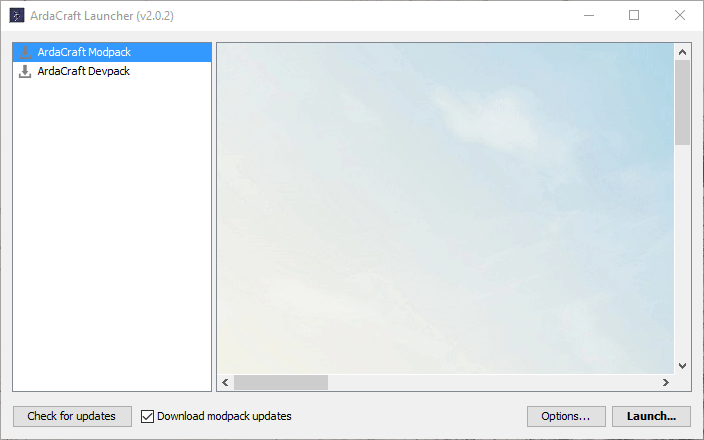 ArdaCraft Launcher (v2.0.2)
ArdaCraft Modpack
ArdaCraft Devpack
Check for updates
Download modpack updates
Options...
Launch...